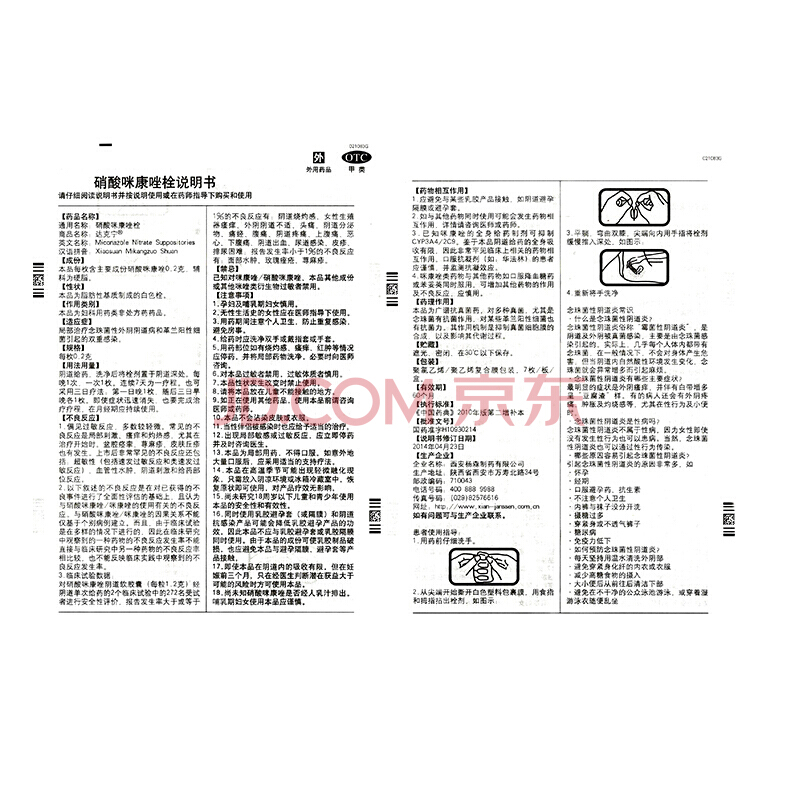 021083G
外 OTC
外用药品 甲类
硝酸咪康唑栓说明书
请仔细阅读说明书并按说明使用或在药师指导下购买和使用
【药品名称】
通用名称：硝酸咪康唑栓
商品名称：达克宁®
英文名称：Miconazole Nitrate Suppositories
汉语拼音：Xiaosuan Mikangzuo Shuan
【成份】
本品每枚含主要成份硝酸咪康唑0.2克，辅
料为硬脂。
【性状】
本品为脂肪性基质制成的白色栓。
【作用类别】
本品为妇科用药类非处方药药品。
【适应症】
局部治疗念珠菌性外阴阴道病和革兰阳性细
菌引起的双重感染。
【规格】
每枚0.2克
【用法用量】
阴道给药，洗净后将栓剂置于阴道深处。每
晚1次，一次1枚。连续7天为一疗程。也可
采用三日疗法：第一日晚1枚，随后三日早
晚各1枚。即使症状迅速消失，也要完成治
疗疗程，在月经期应持续使用。
【不良反应】
1.偶见过敏反应，多数较轻微。常见的不
良反应是局部刺激、瘙痒和灼热感，尤其在
治疗开始时。盆腔痉挛、荨麻疹、皮肤丘疹
也有发生。上市后非常罕见的不良反应还包
括：超敏性（包括速发过敏反应和类速发过
敏反应），血管性水肿，阴道刺激和给药部
位反应。
2.以下叙述的不良反应是在对已获得的不
良事件进行了全面性评估的基础上，且认为
与硝酸咪康唑/咪康唑的使用有关的不良反
应。与硝酸咪康唑/咪康唑的因果关系不能
仅基于个别病例建立。而且，由于临床试验
是在多样的情况下进行的，因此在临床研究
中观察到的一种药物的不良反应发生率不能
直接与临床研究中另一种药物的不良反应率
相比较，也不能反映临床实践中观察到的不
良反应发生率。
3.临床试验数据
对硝酸咪康唑阴道软胶囊（每粒1.2克）经
阴道单次给药的2个临床试验中的272名受试
者进行安全性评价，报告发生率大于或等于
1%的不良反应有：阴道烧灼感、女性生殖
器瘙痒、外阴阴道不适、头痛、阴道分泌
物、痛经、腹痛、阴道疼痛、上腹痛、恶
心、下腹痛、阴道出血、尿道感染、皮疹、
排尿困难。报告发生率小于1%的不良反应
有：面部水肿、玫瑰痤疮、荨麻疹。
【禁忌】
已知对咪康唑/硝酸咪康唑、本品其他成份
或其他咪唑类衍生物过敏者禁用。
【注意事项】
1.孕妇及哺乳期妇女慎用。
2.无性生活史的女性应在医师指导下使用。
3.用药期间注意个人卫生，防止重复感染，
避免房事。
4.给药时应洗净双手或戴指套或手套。
5.用药部位如有烧灼感、瘙痒、红肿等情况
应停药，并将局部药物洗净，必要时向医师
咨询。
6.对本品过敏者禁用，过敏体质者慎用。
7.本品性状发生改变时禁止使用。
8.请将本品放在儿童不能接触的地方。
9.如正在使用其他药品，使用本品前请咨询
医师或药师。
10.本品不会沾染皮肤或衣服。
11.当性伴侣被感染时也应给予适当的治疗。
12.出现局部敏感或过敏反应，应立即停药
并及时咨询医生。
13.本品为局部用药，不得口服。如意外地
大量口服后，应采用适当的支持疗法。
14.本品在高温季节可能出现轻微融化现
象，只需放入阴凉环境或冰箱冷藏室中，恢
复原状即可使用，对产品疗效无影响。
15.尚未研究18周岁以下儿童和青少年使用
本品的安全性和有效性。
16.同时使用乳胶避孕套（或隔膜）和阴道
抗感染产品可能会降低乳胶避孕产品的功
效。因此本品不应与乳胶避孕套或乳胶隔膜
同时使用。由于本品的成份可使乳胶制品破
损，也应避免本品与避孕隔膜、避孕套等产
品接触。
17.即使本品在阴道内的吸收有限，但在妊
娠前三个月，只在经医生判断潜在获益大于
可能的风险时方可使用本品。
18.尚未知硝酸咪康唑是否经人乳汁排出。
哺乳期妇女使用本品应谨慎。
021083G
【药物相互作用】
1.应避免与某些乳胶产品接触，如阴道避孕
隔膜或避孕套。
2.如与其他药物同时使用可能会发生药物相
互作用，详情请咨询医师或药师。
3.已知咪康唑的全身给药制剂可抑制
CYP3A4/2C9。鉴于本品阴道给药的全身吸
收有限，因此非常罕见临床上相关的药物相
互作用。口服抗凝剂（如，华法林）的患者
应谨慎，并监测抗凝效应。
4.咪康唑类药物与其他药物如口服降血糖药
或苯妥英同时服用，可增加其他药物的作用
及不良反应，应慎用。
【药理作用】
本品为广谱抗真菌药，对多种真菌，尤其是
念珠菌有抗菌作用，对某些革兰阳性细菌也
有抗菌力。其作用机制是抑制真菌细胞膜的
合成，以及影响其代谢过程。
【贮藏】
遮光，密闭，在30℃以下保存。
【包装】
聚氯乙烯/聚乙烯复合膜包装，7枚/板/
盒。
【有效期】
60个月
【执行标准】
《中国药典》2010年版第二增补本
【批准文号】
国药准字H10930214
【说明书修订日期】
2014年04月23日
【生产企业】
企业名称：西安杨森制药有限公司
生产地址：陕西省西安市万寿北路34号
邮政编码：710043
电话号码：400 888 9988
传真号码：(029)82576616
网址：http://www.xian-janssen.com.cn
如有问题可与生产企业联系。
患者使用指导：
1.用药前仔细洗手。
2.从尖端开始撕开白色塑料包裹膜，用食指
和拇指拈出栓剂，如图示：
3.平躺，弯曲双膝，尖端向内用手指将栓剂
缓慢推入深处，如图示。
4.重新将手洗净
念珠菌性阴道炎常识
·什么是念珠菌性阴道炎？
念珠菌性阴道炎俗称“霉菌性阴道炎”，是
阴道及外阴被真菌感染，主要是由念珠菌感
染引起的。实际上，几乎每个人体内都带有
念珠菌，在一般情况下，不会对身体产生危
害，但当阴道内自然酸性环境发生变化，念
珠菌就会异常增多而引起麻烦。
·念珠菌性阴道炎有哪些主要症状？
最明显的症状是外阴瘙痒，并伴有白带增多
呈“豆腐渣”样，有的病人还会有外阴疼
痛、肿胀及灼烧感等，尤其在性行为及小便
时。
·念珠菌性阴道炎是性病吗？
念珠菌性阴道炎不属于性病，因为女性即使
没有发生性行为也可以患病。当然，念珠菌
性阴道炎也可以通过性行为传染。
·哪些原因容易引起念珠菌性阴道炎？
引起念珠菌性阴道炎的原因非常多，如
·怀孕
·经期
·口服避孕药、抗生素
·不注意个人卫生
·内裤与袜子没分开洗
·摄糖过多
·穿紧身或不透气裤子
·糖尿病
·免疫力低下
·如何预防念珠菌性阴道炎？
·每天坚持用温水清洗外阴部
·避免穿紧身化纤的内衣或衣服
·减少高糖食物的摄入
·大小便后从前往后清洁下部
·避免在不干净的公众泳池游泳，或穿着湿
游泳衣随便乱坐
JD.COM 京东